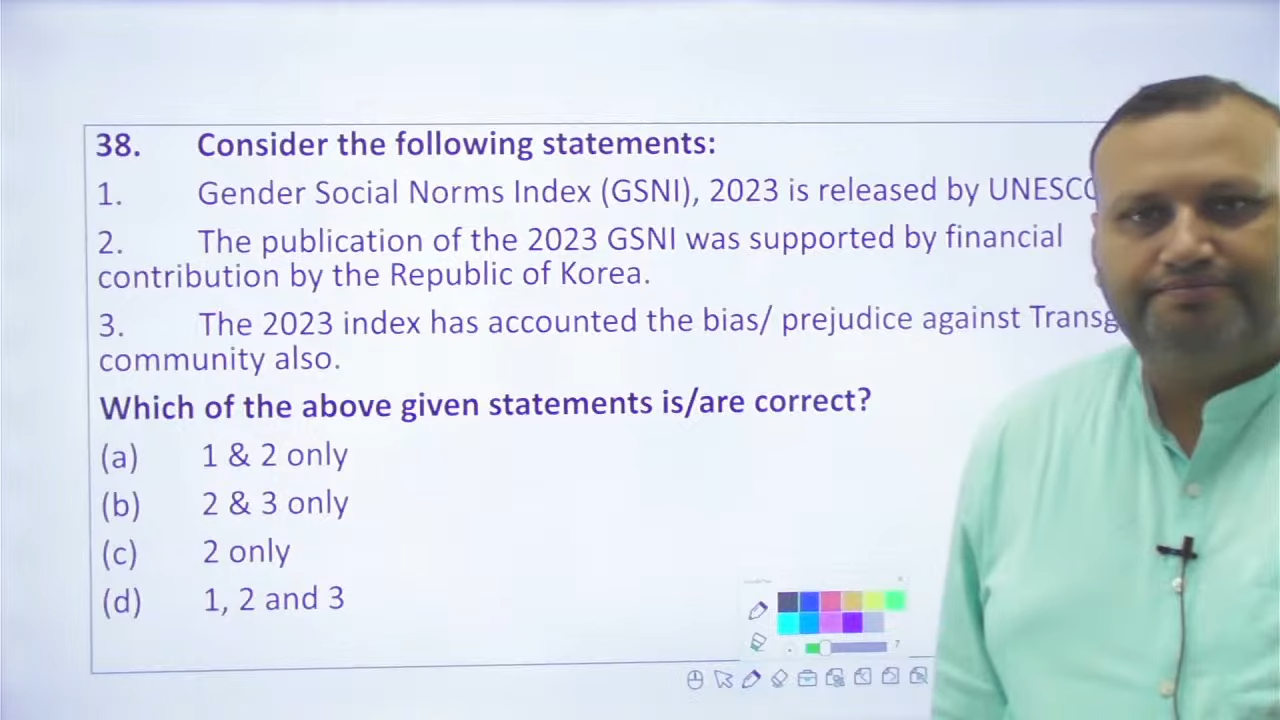 38. Consider the following statements:
1. Gender Social Norms Index (GSNI), 2023 is released by
2. The publication of the 2023 GSNI was supported by financial
contribution by the Republic of Korea.
3. The 2023 index has accounted the bias/ prejudice against
community also.
Which of the above given statements is/are correct?
(a) 1 & 2 only
(b) 2 & 3 only
(c) 2 only
(d) 1, 2 and 3
7